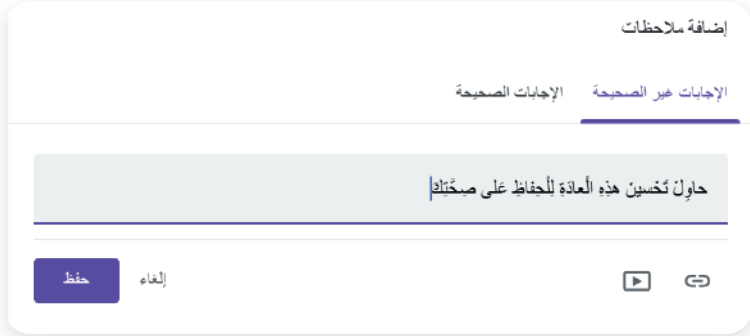 إضافة ملاحظات
الإجابات غير الصحيحة الإجابات الصحيحة
حاوِلْ تَحْسينَ هذِهِ الْعادَةِ لِلْحِفاظِ عَلى صِحَّتِكَ
إلغاء حفظ